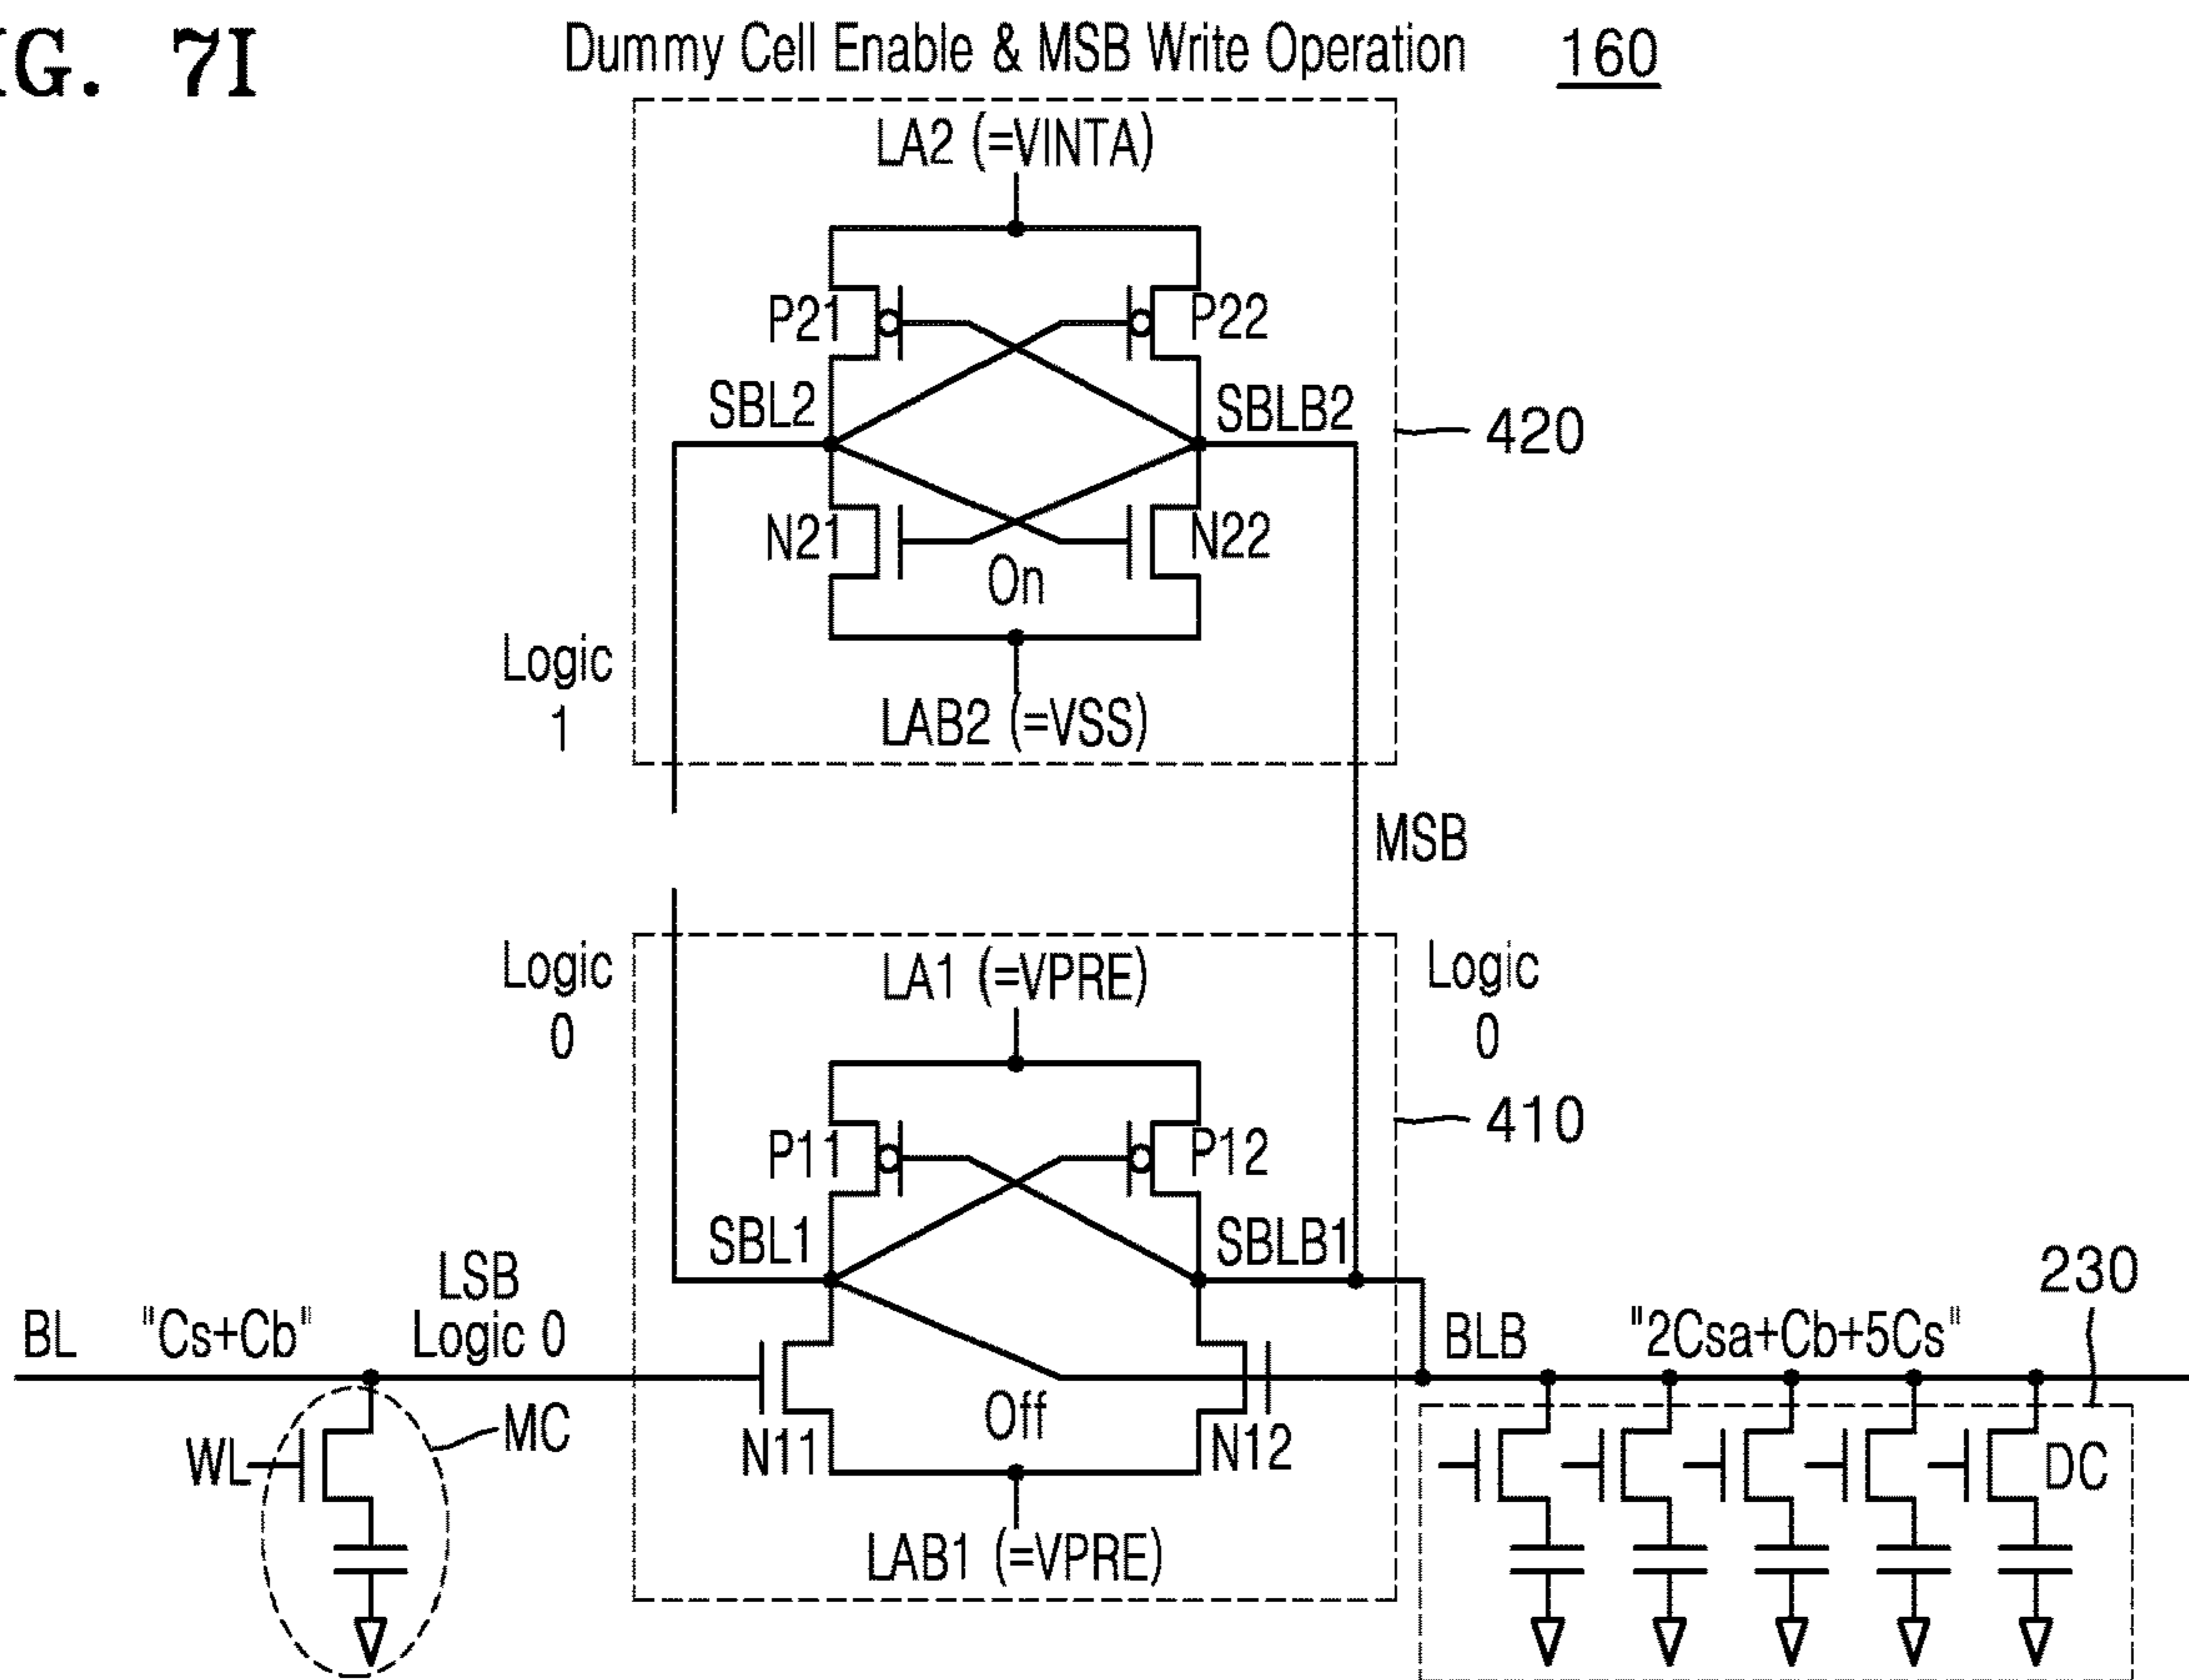 IG. 7I
Dummy Cell Enable & MSB Write Operation
160
LA2 (=VINTA)
P21
P22
SBL2
SBLB2
420
N21
N22
On
Logic
1
LAB2 (=VSS)
MSB
Logic
0
LA1 (=VPRE)
Logic
0
410
P11
P12
SBL1
SBLB1
230
BL
"Cs+Cb"
LSB
Logic 0
BLB
"2Csa+Cb+5Cs"
Off
WL
MC
N11
N12
DC
LAB1 (=VPRE)